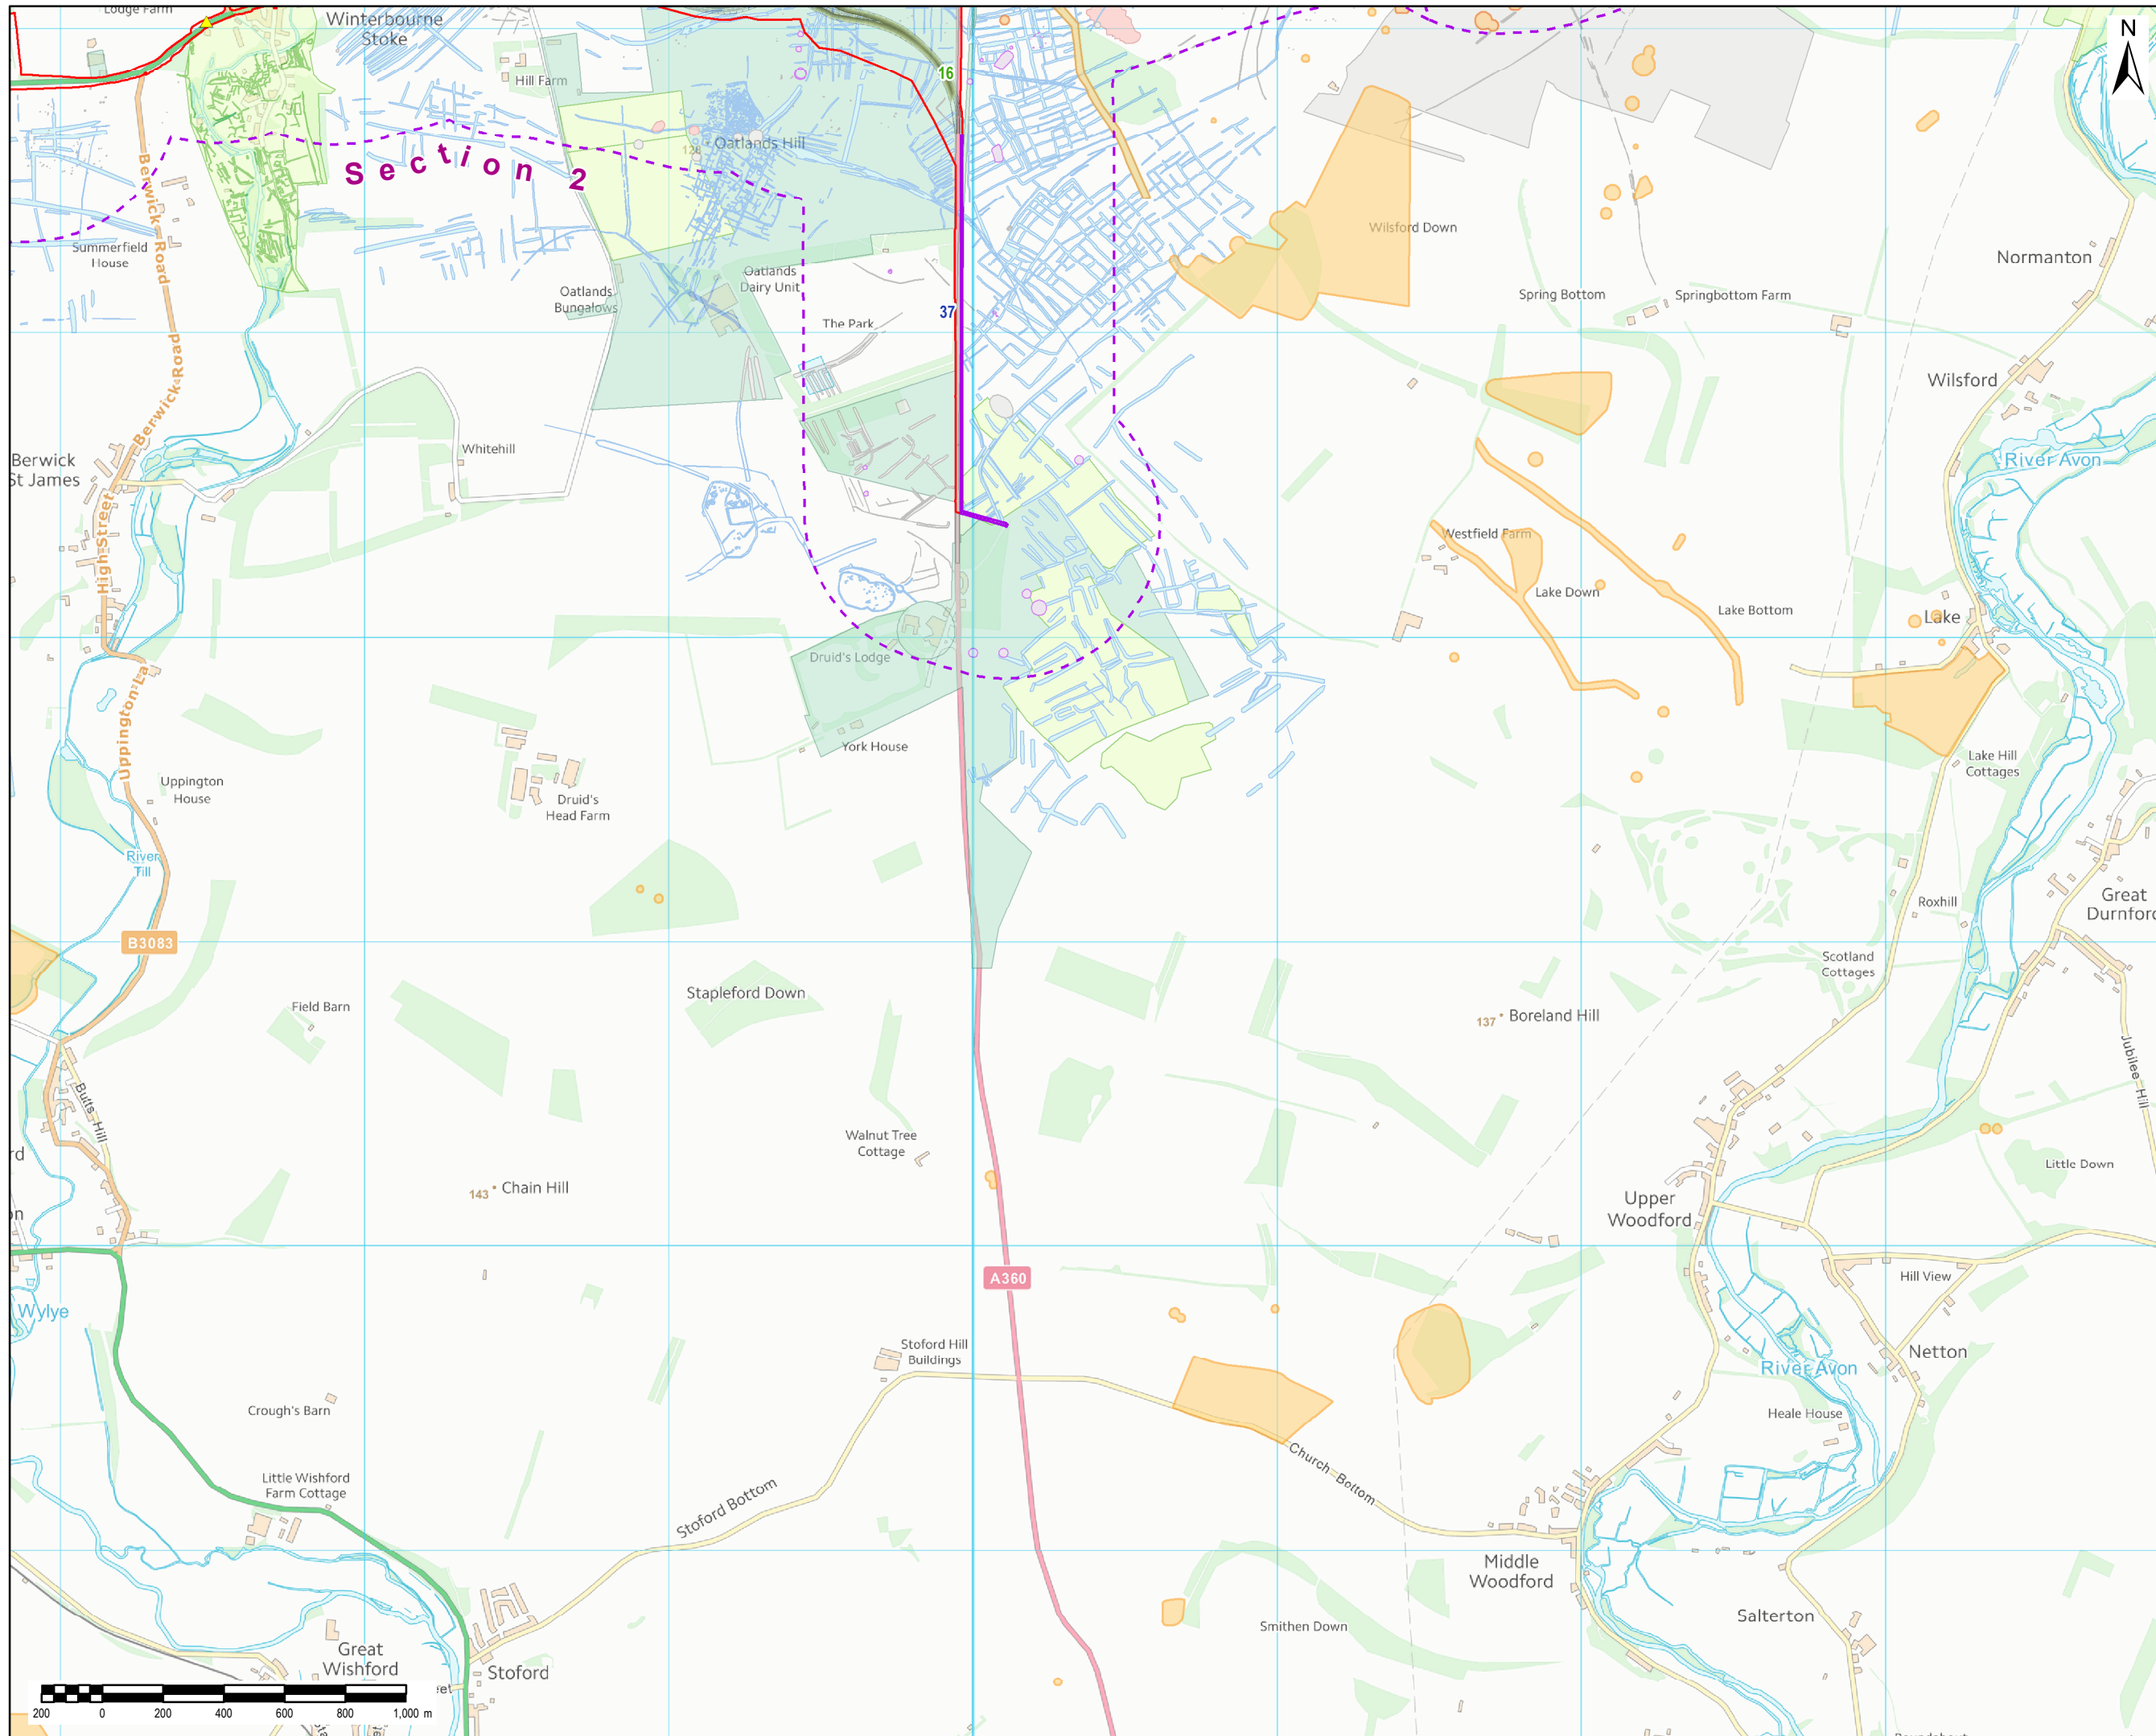 Lodge Farm
Winterbourne
Stoke
N
Hill Farm
16
128
Oatlands Hill
Section 2
Berwick Road
Summerfield
House
Wilsford Down
Normanton
Oatlands
Dairy Unit
Oatlands
Bungalows
Spring Bottom
Springbottom Farm
37
The Park
Berwick Road
Wilsford
Whitehill
Berwick
St James
River Avon
High Street
Westfield Farm
Lake Down
Lake Bottom
Lake
Druid's Lodge
Uppington La
York House
Lake Hill
Cottages
Uppington
House
Druid's
Head Farm
River
Till
Great
Durnford
Roxhill
B3083
Scotland
Cottages
Stapleford Down
Field Barn
137
Boreland Hill
Butts Hill
Jubilee Hill
Walnut Tree
Cottage
rd
Little Down
143
Chain Hill
Upper
Woodford
on
A360
Hill View
Wylye
Stoford Hill
Buildings
Netton
River Avon
Crough's Barn
Heale House
Church Bottom
Little Wishford
Farm Cottage
Stoford Bottom
Middle
Woodford
Salterton
Smithen Down
Great
Wishford
Stoford
eet
200 0 200 400 600 800 1,000 m